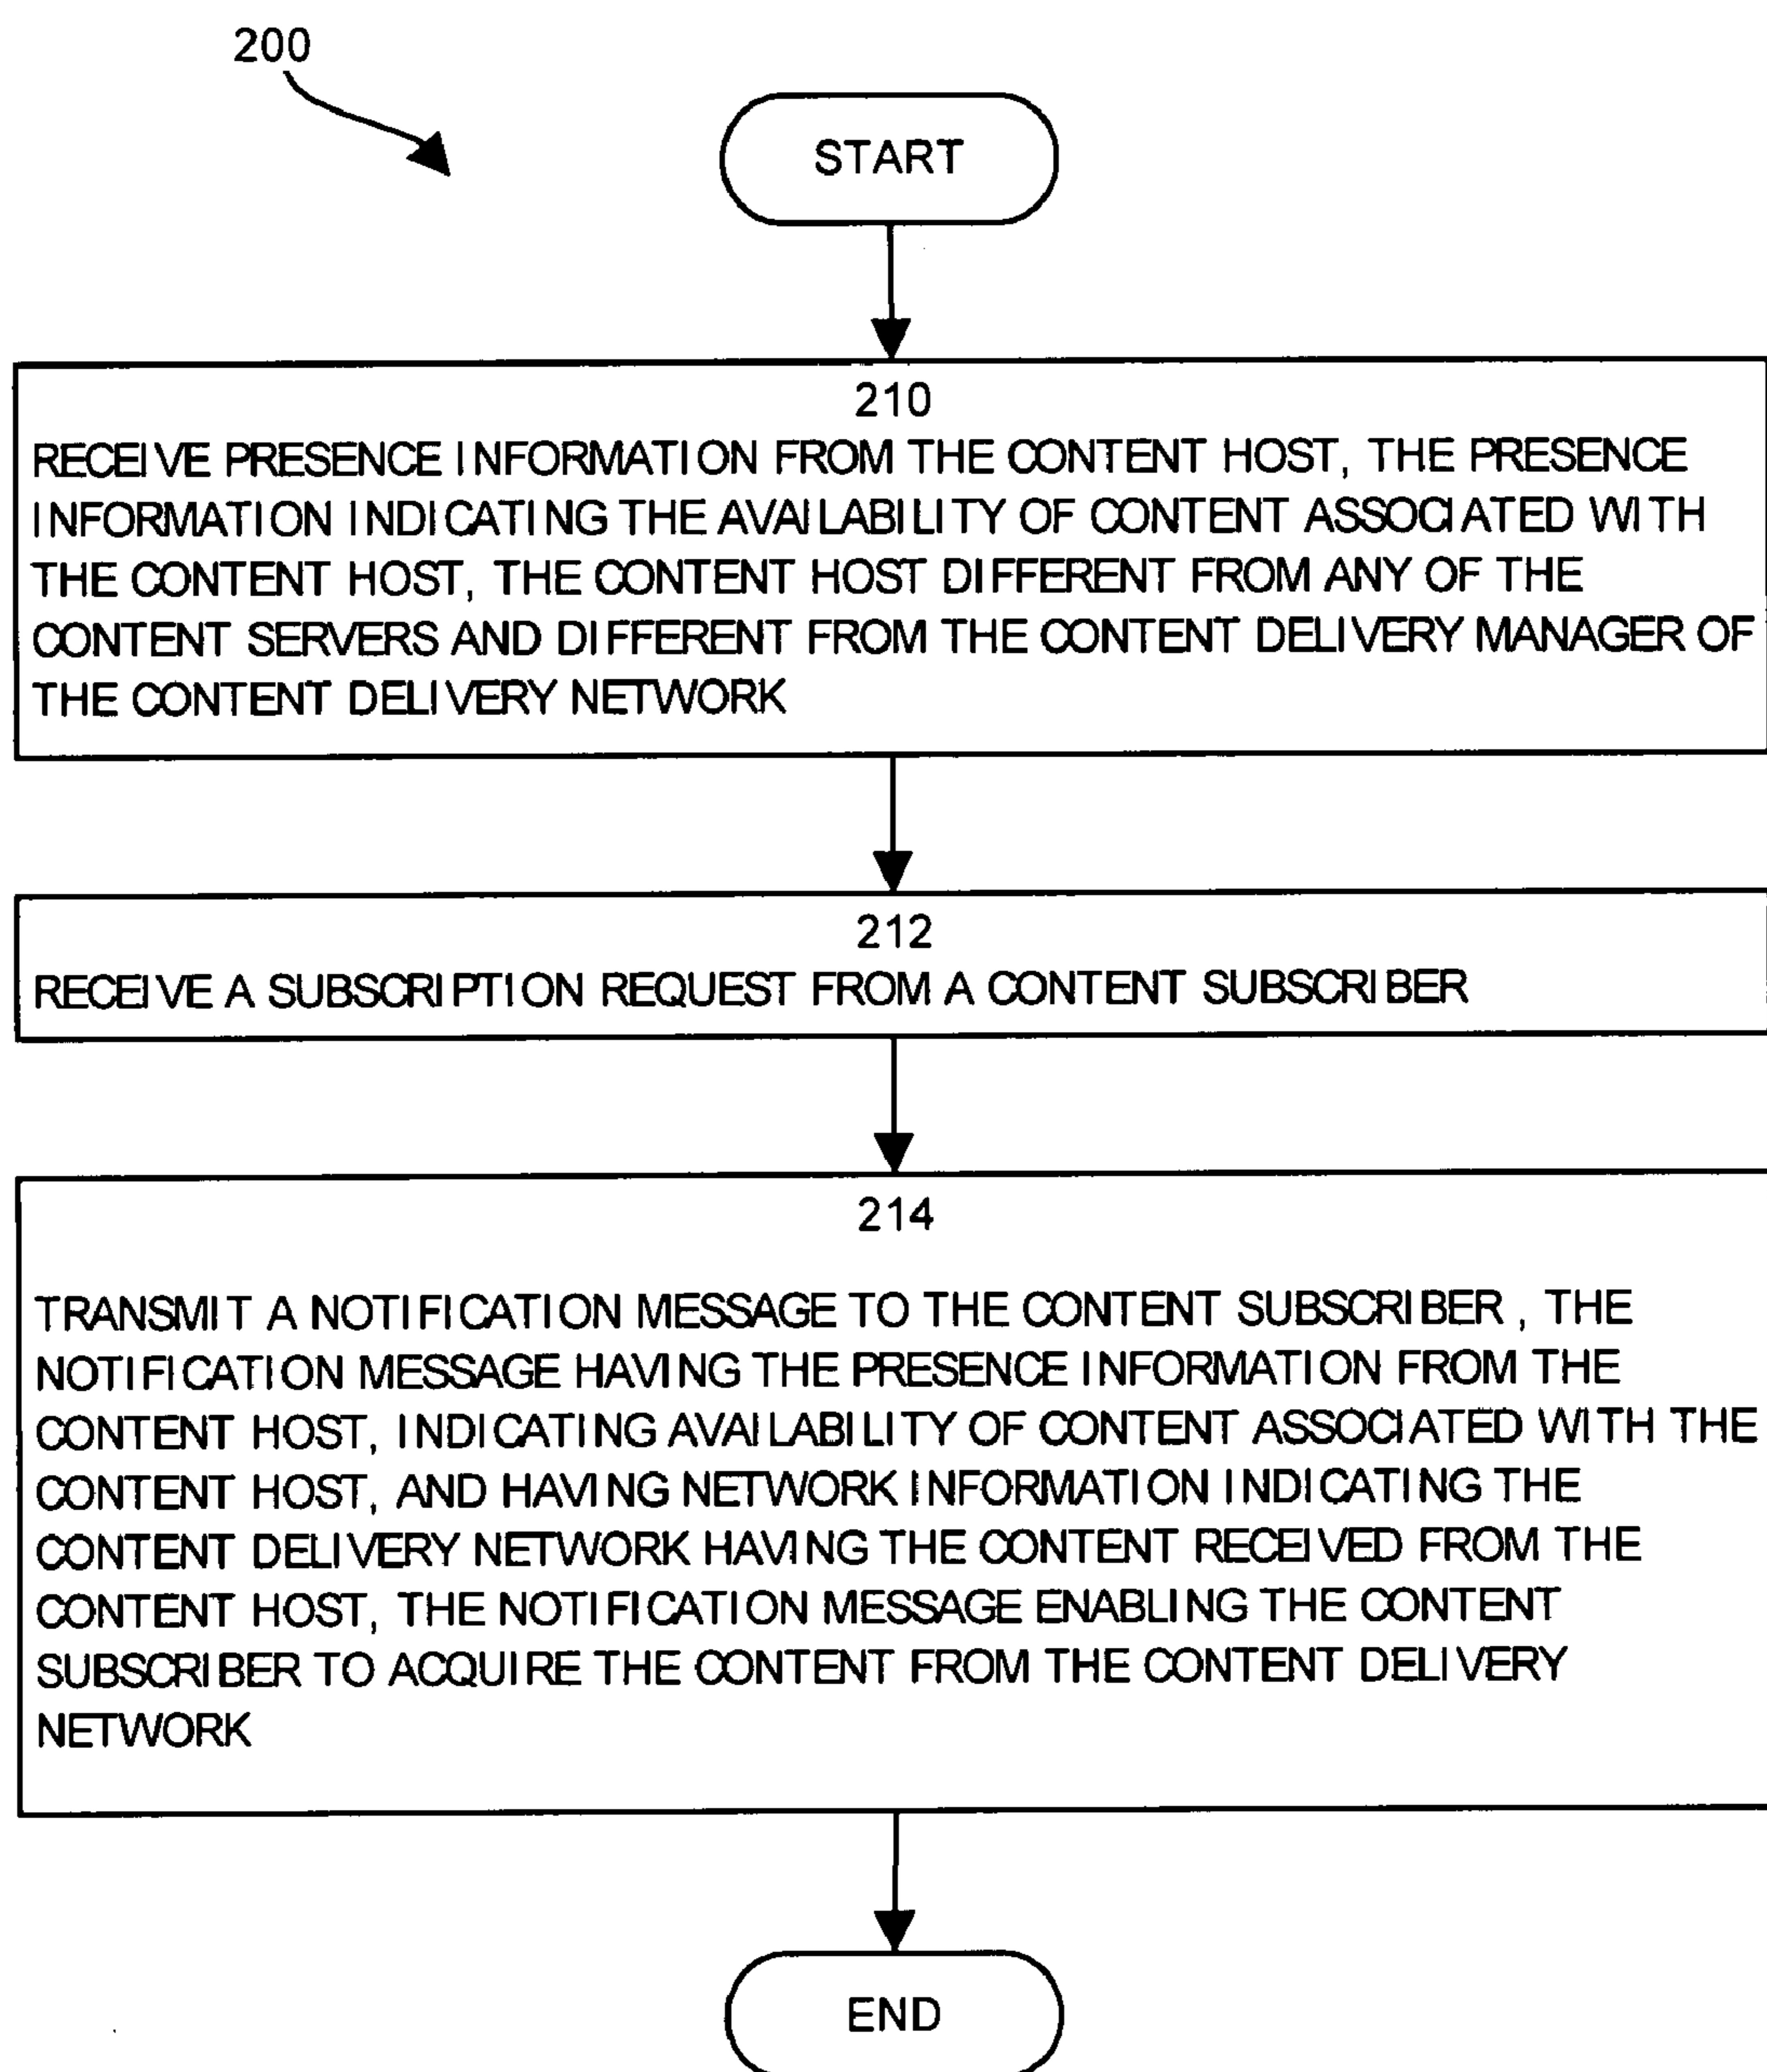 200
START
210
RECEIVE PRESENCE INFORMATION FROM THE CONTENT HOST, THE PRESENCE
INFORMATION INDICATING THE AVAILABILITY OF CONTENT ASSOCIATED WITH
THE CONTENT HOST, THE CONTENT HOST DIFFERENT FROM ANY OF THE
CONTENT SERVERS AND DIFFERENT FROM THE CONTENT DELIVERY MANAGER OF
THE CONTENT DELIVERY NETWORK
212
RECEIVE A SUBSCRIPTION REQUEST FROM A CONTENT SUBSCRIBER
214
TRANSMIT A NOTIFICATION MESSAGE TO THE CONTENT SUBSCRIBER , THE
NOTIFICATION MESSAGE HAVING THE PRESENCE INFORMATION FROM THE
CONTENT HOST, INDICATING AVAILABILITY OF CONTENT ASSOCIATED WITH THE
CONTENT HOST, AND HAVING NETWORK INFORMATION INDICATING THE
CONTENT DELIVERY NETWORK HAVING THE CONTENT RECEIVED FROM THE
CONTENT HOST, THE NOTIFICATION MESSAGE ENABLING THE CONTENT
SUBSCRIBER TO ACQUIRE THE CONTENT FROM THE CONTENT DELIVERY
NETWORK
END